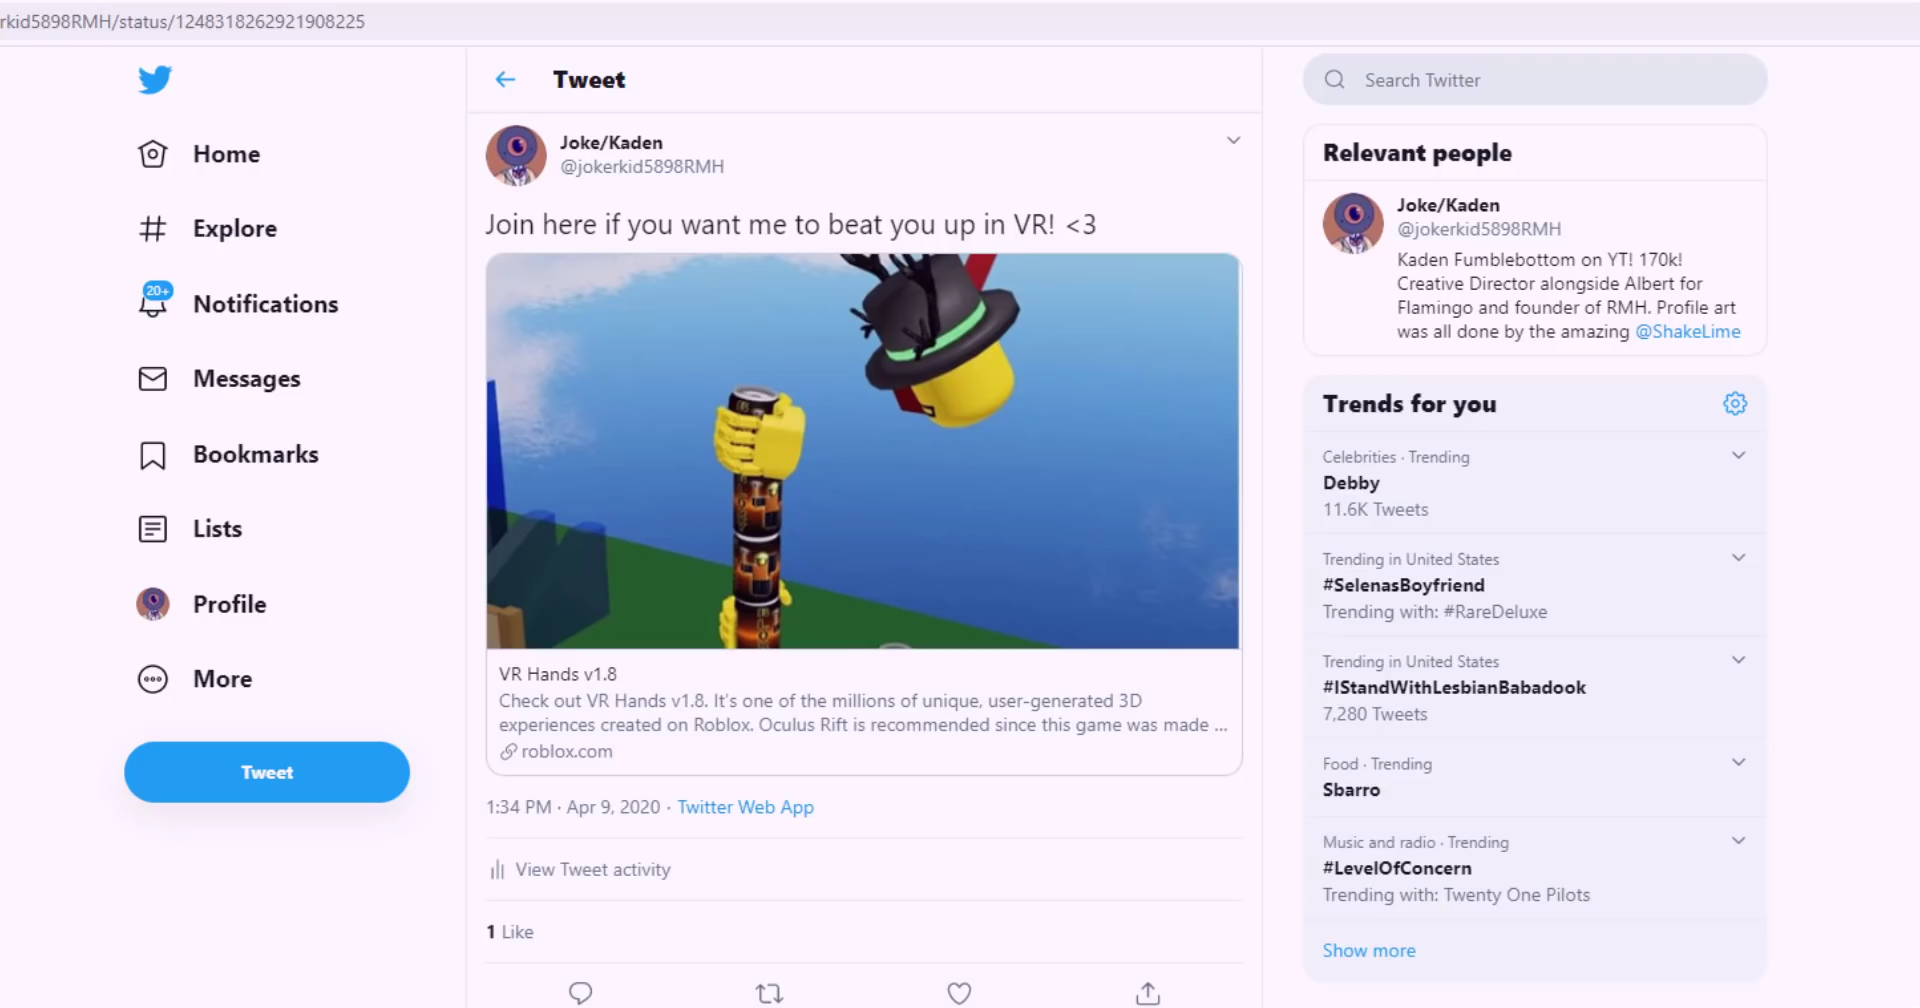 rkid5898RMH/status/1248318262921908225
Home
Explore
20+
Notifications
Messages
Bookmarks
Lists
Profile
More
Tweet
Tweet
Joke/Kaden
@jokerkid5898RMH
Join here if you want me to beat you up in VR! <3
VR Hands v1.8
Check out VR Hands v1.8. It's one of the millions of unique, user-generated 3D
experiences created on Roblox. Oculus Rift is recommended since this game was made ...
roblox.com
1:34 PM · Apr 9, 2020 · Twitter Web App
View Tweet activity
1 Like
Search Twitter
Relevant people
Joke/Kaden
@jokerkid5898RMH
Kaden Fumblebottom on YT! 170k!
Creative Director alongside Albert for
Flamingo and founder of RMH. Profile art
was all done by the amazing @ShakeLime
Trends for you
Celebrities · Trending
Debby
11.6K Tweets
Trending in United States
#SelenasBoyfriend
Trending with: #RareDeluxe
Trending in United States
#IStandWithLesbianBabadook
7,280 Tweets
Food · Trending
Sbarro
Music and radio · Trending
#LevelOfConcern
Trending with: Twenty One Pilots
Show more